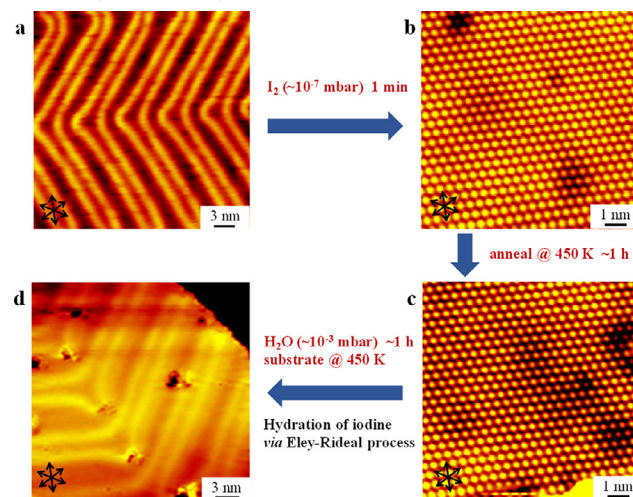 a
b
I₂ (~10⁻⁷ mbar) 1 min
3 nm
1 nm
anneal @ 450 K ~1 h
d
c
H₂O (~10⁻³ mbar) ~1 h
substrate @ 450 K
Hydration of iodine
via Eley-Rideal process
3 nm
1 nm